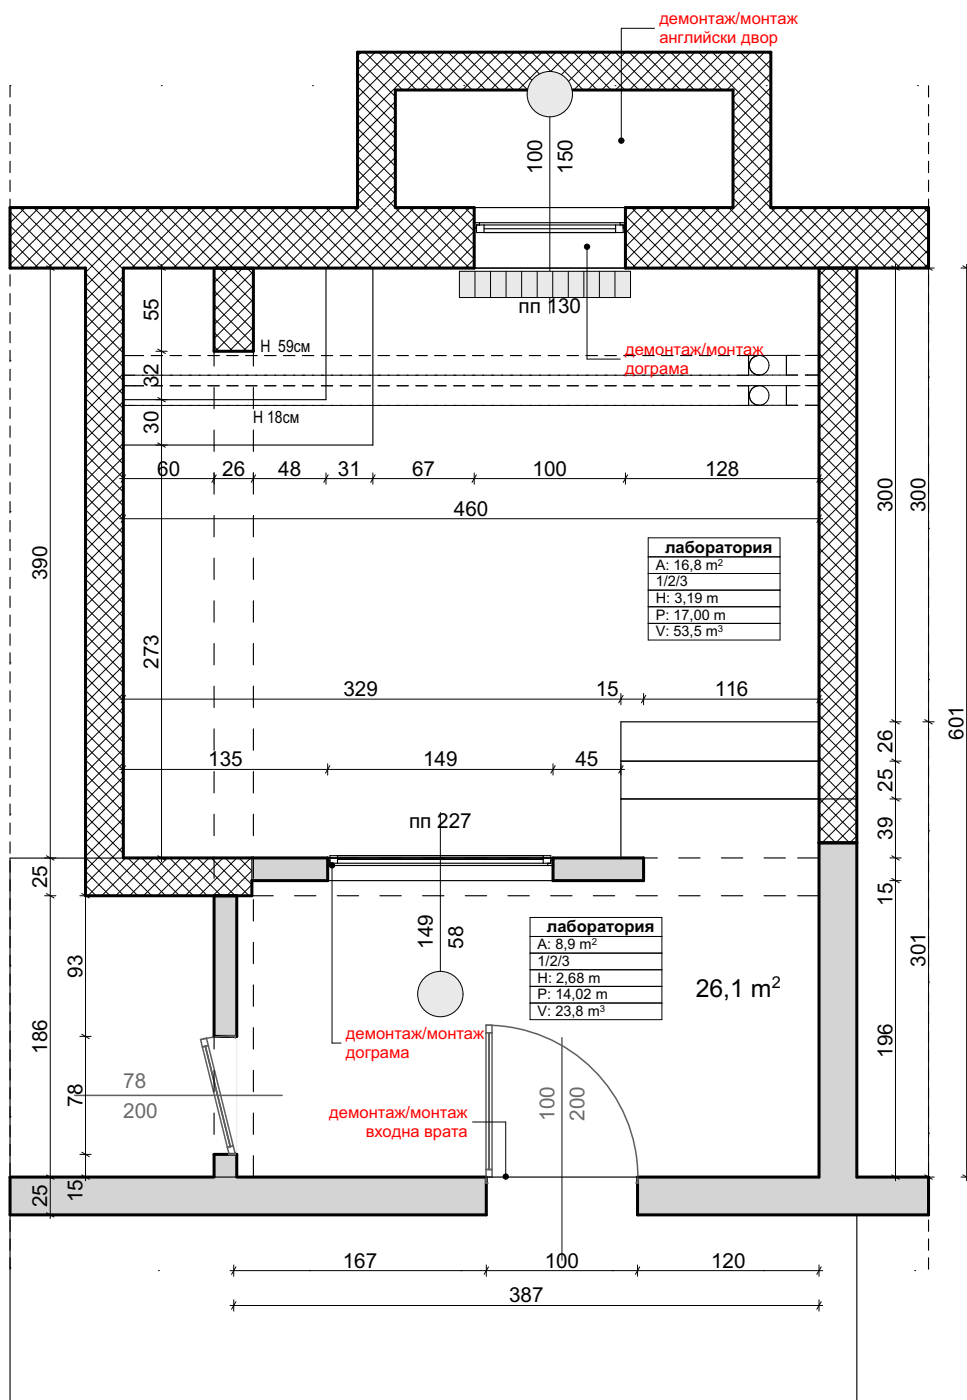 демонтаж/монтаж
английски двор
100
150
пп 130
55
Н 59см
демонтаж/монтаж
дограма
32
30
Н 18см
60
26
48
31
67
100
128
460
300
300
390
лаборатория
A: 16,8 m²
1/2/3
H: 3,19 m
P: 17,00 m
V: 53,5 m³
273
329
15
116
601
26
135
149
45
25
пп 227
39
25
15
149
58
лаборатория
A: 8,9 m²
1/2/3
H: 2,68 m
P: 14,02 m
V: 23,8 m³
26,1 m²
93
301
186
196
демонтаж/монтаж
дограма
78
78
200
100
200
демонтаж/монтаж
входна врата
25
15
167
100
120
387